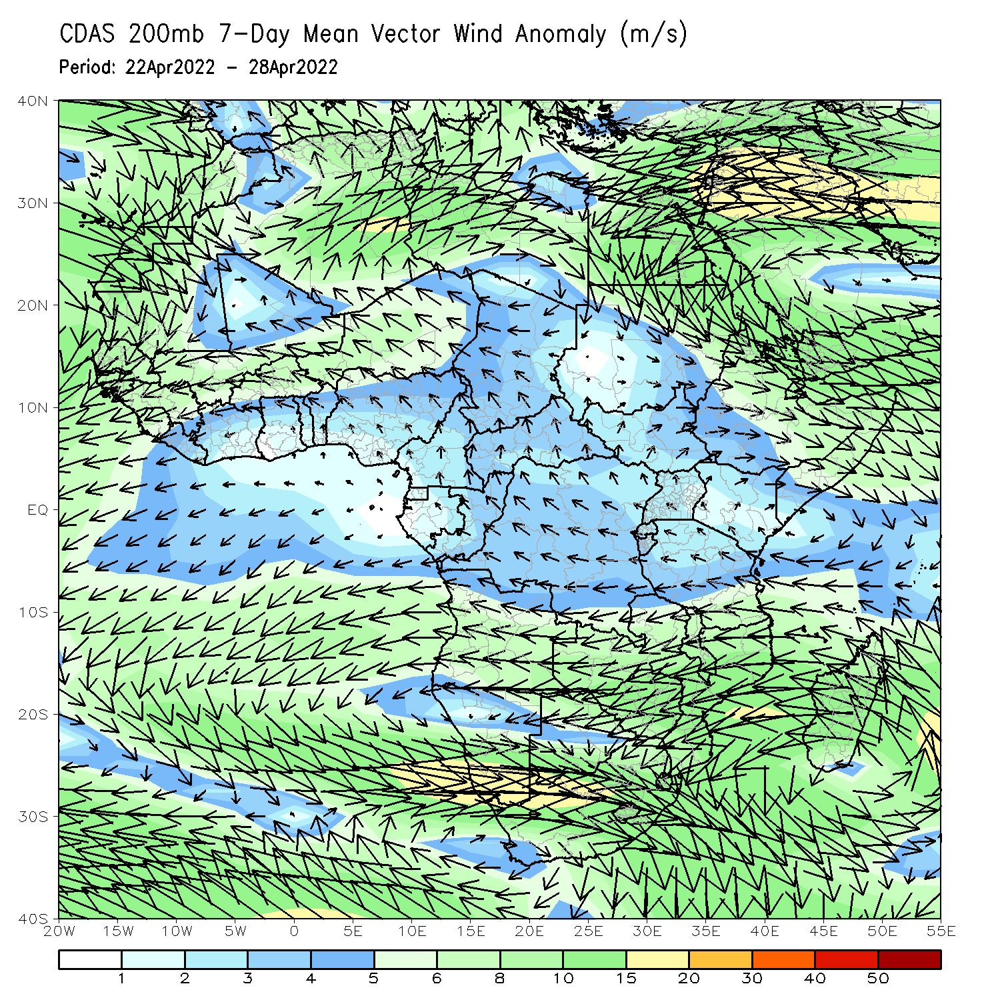 CDAS 200mb 7-Day Mean Vector Wind Anomaly (m/s)
Period: 22Apr2022 - 28Apr2022
40N
30N
20N
10N
EQ
10S
20S
30S
40S
20W 15W 10W 5W 0 5E 10E 15E 20E 25E 30E 35E 40E 45E 50E 55E
1 2 3 4 5 6 8 10 15 20 30 40 50